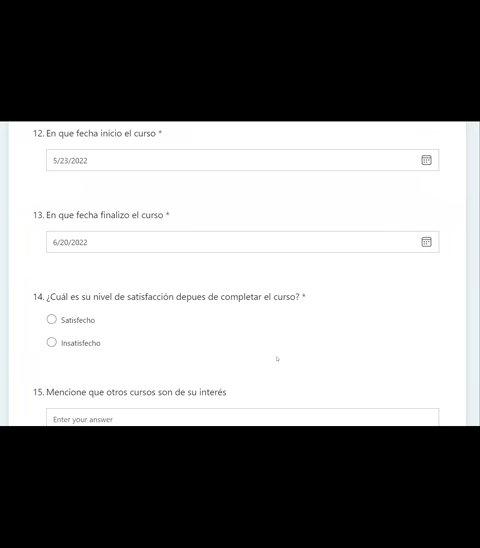 12. En que fecha inicio el curso *
5/23/2022
13. En que fecha finalizo el curso *
6/20/2022
14. ¿Cuál es su nivel de satisfacción depues de completar el curso? *
Satisfecho
Insatisfecho
15. Mencione que otros cursos son de su interés
Enter your answer